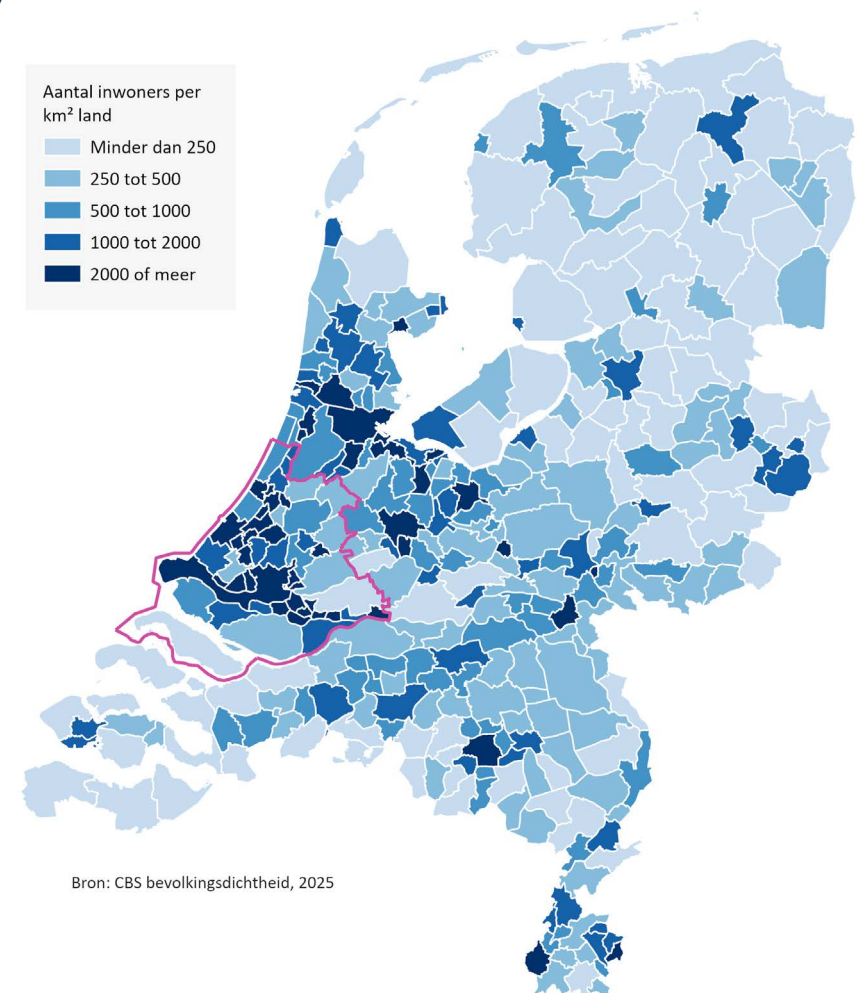 Aantal inwoners per
km² land
Minder dan 250
250 tot 500
500 tot 1000
1000 tot 2000
2000 of meer
Bron: CBS bevolkingsdichtheid, 2025